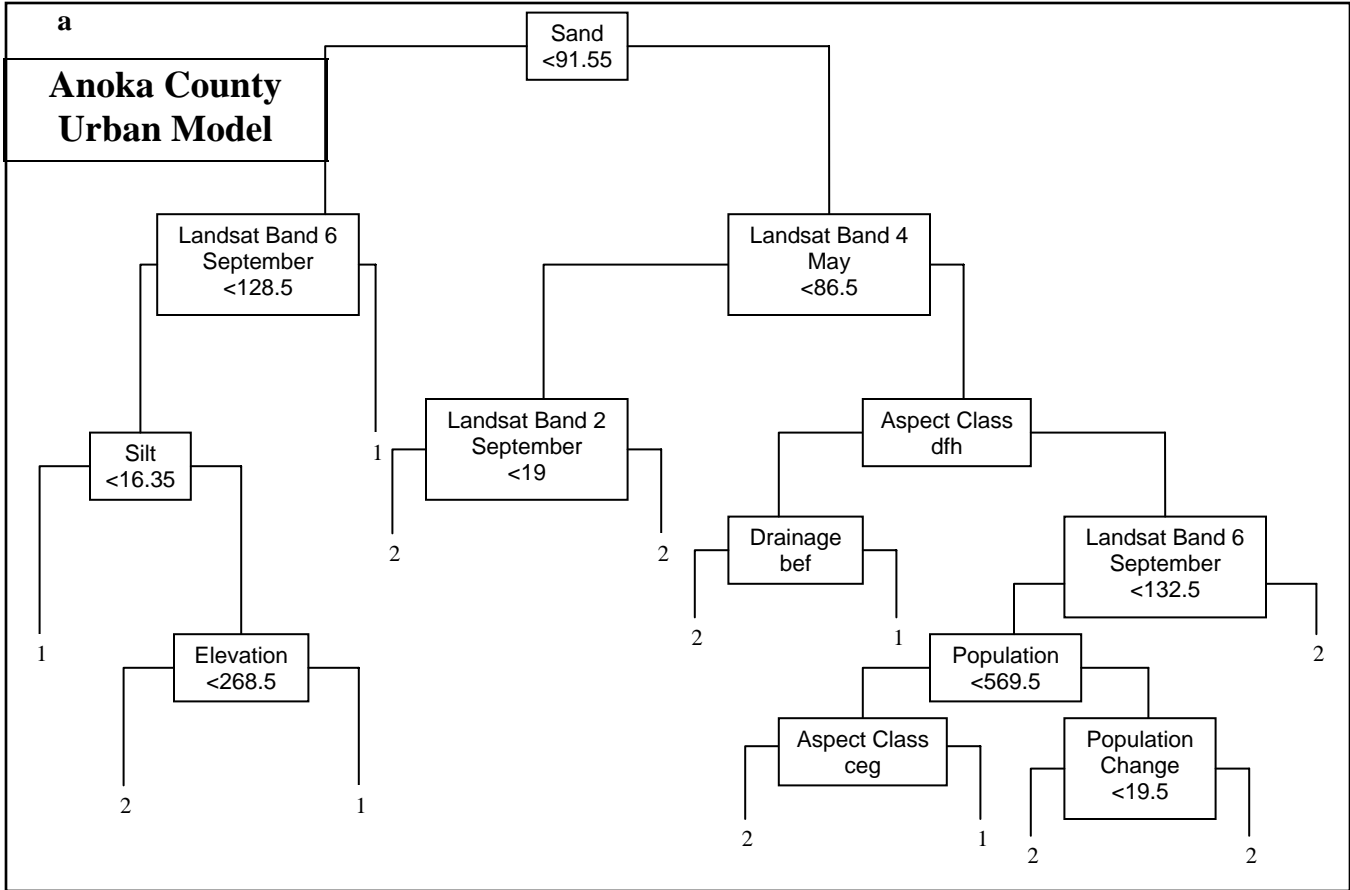 a
Anoka County
Urban Model
Sand
<91.55
Landsat Band 6
September
<128.5
Landsat Band 4
May
<86.5
Silt
<16.35
1
Landsat Band 2
September
<19
Aspect Class
dfh
1
Elevation
<268.5
2
2
Drainage
bef
Landsat Band 6
September
<132.5
2
1
2
1
Population
<569.5
2
Aspect Class
ceg
Population
Change
<19.5
2
1
2
2